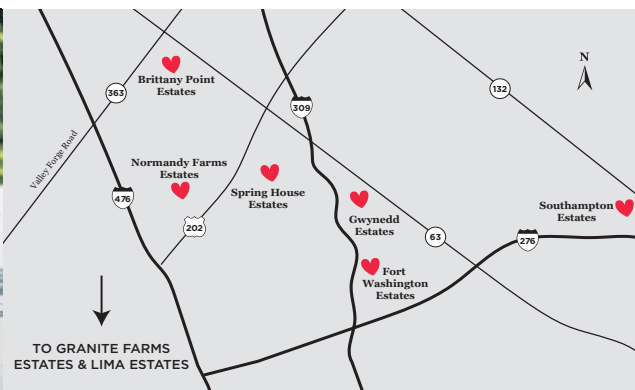 N
Brittany Point
Estates
363
132
309
Valley Forge Road
Normandy Farms
Estates
Spring House
Estates
476
Gwynedd
Estates
Southampton
Estates
202
63
276
Fort
Washington
Estates
TO GRANITE FARMS
ESTATES & LIMA ESTATES